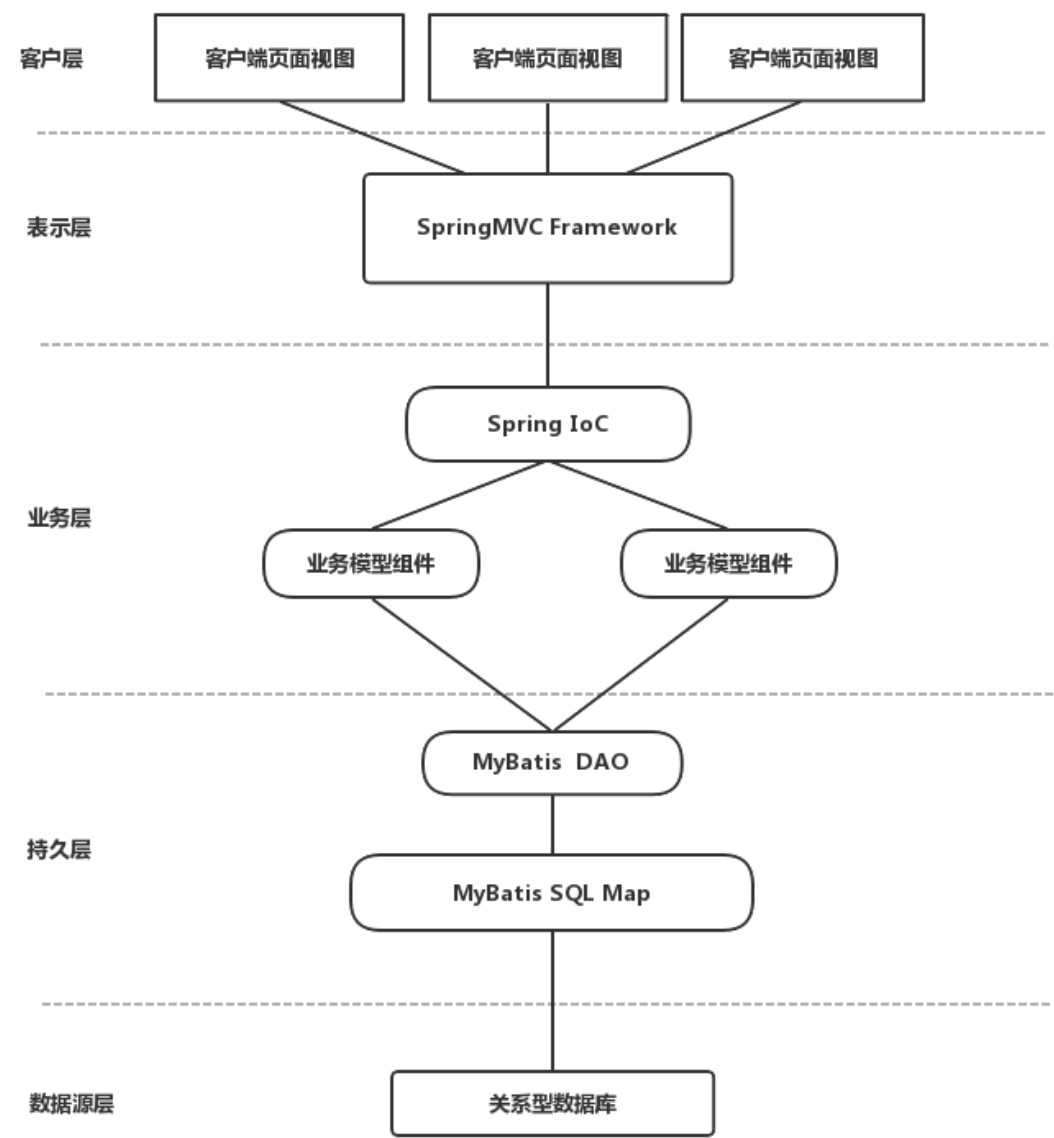 客户层
客户端页面视图
客户端页面视图
客户端页面视图
表示层
SpringMVC Framework
Spring IoC
业务层
业务模型组件
业务模型组件
MyBatis DAO
持久层
MyBatis SQL Map
数据源层
关系型数据库